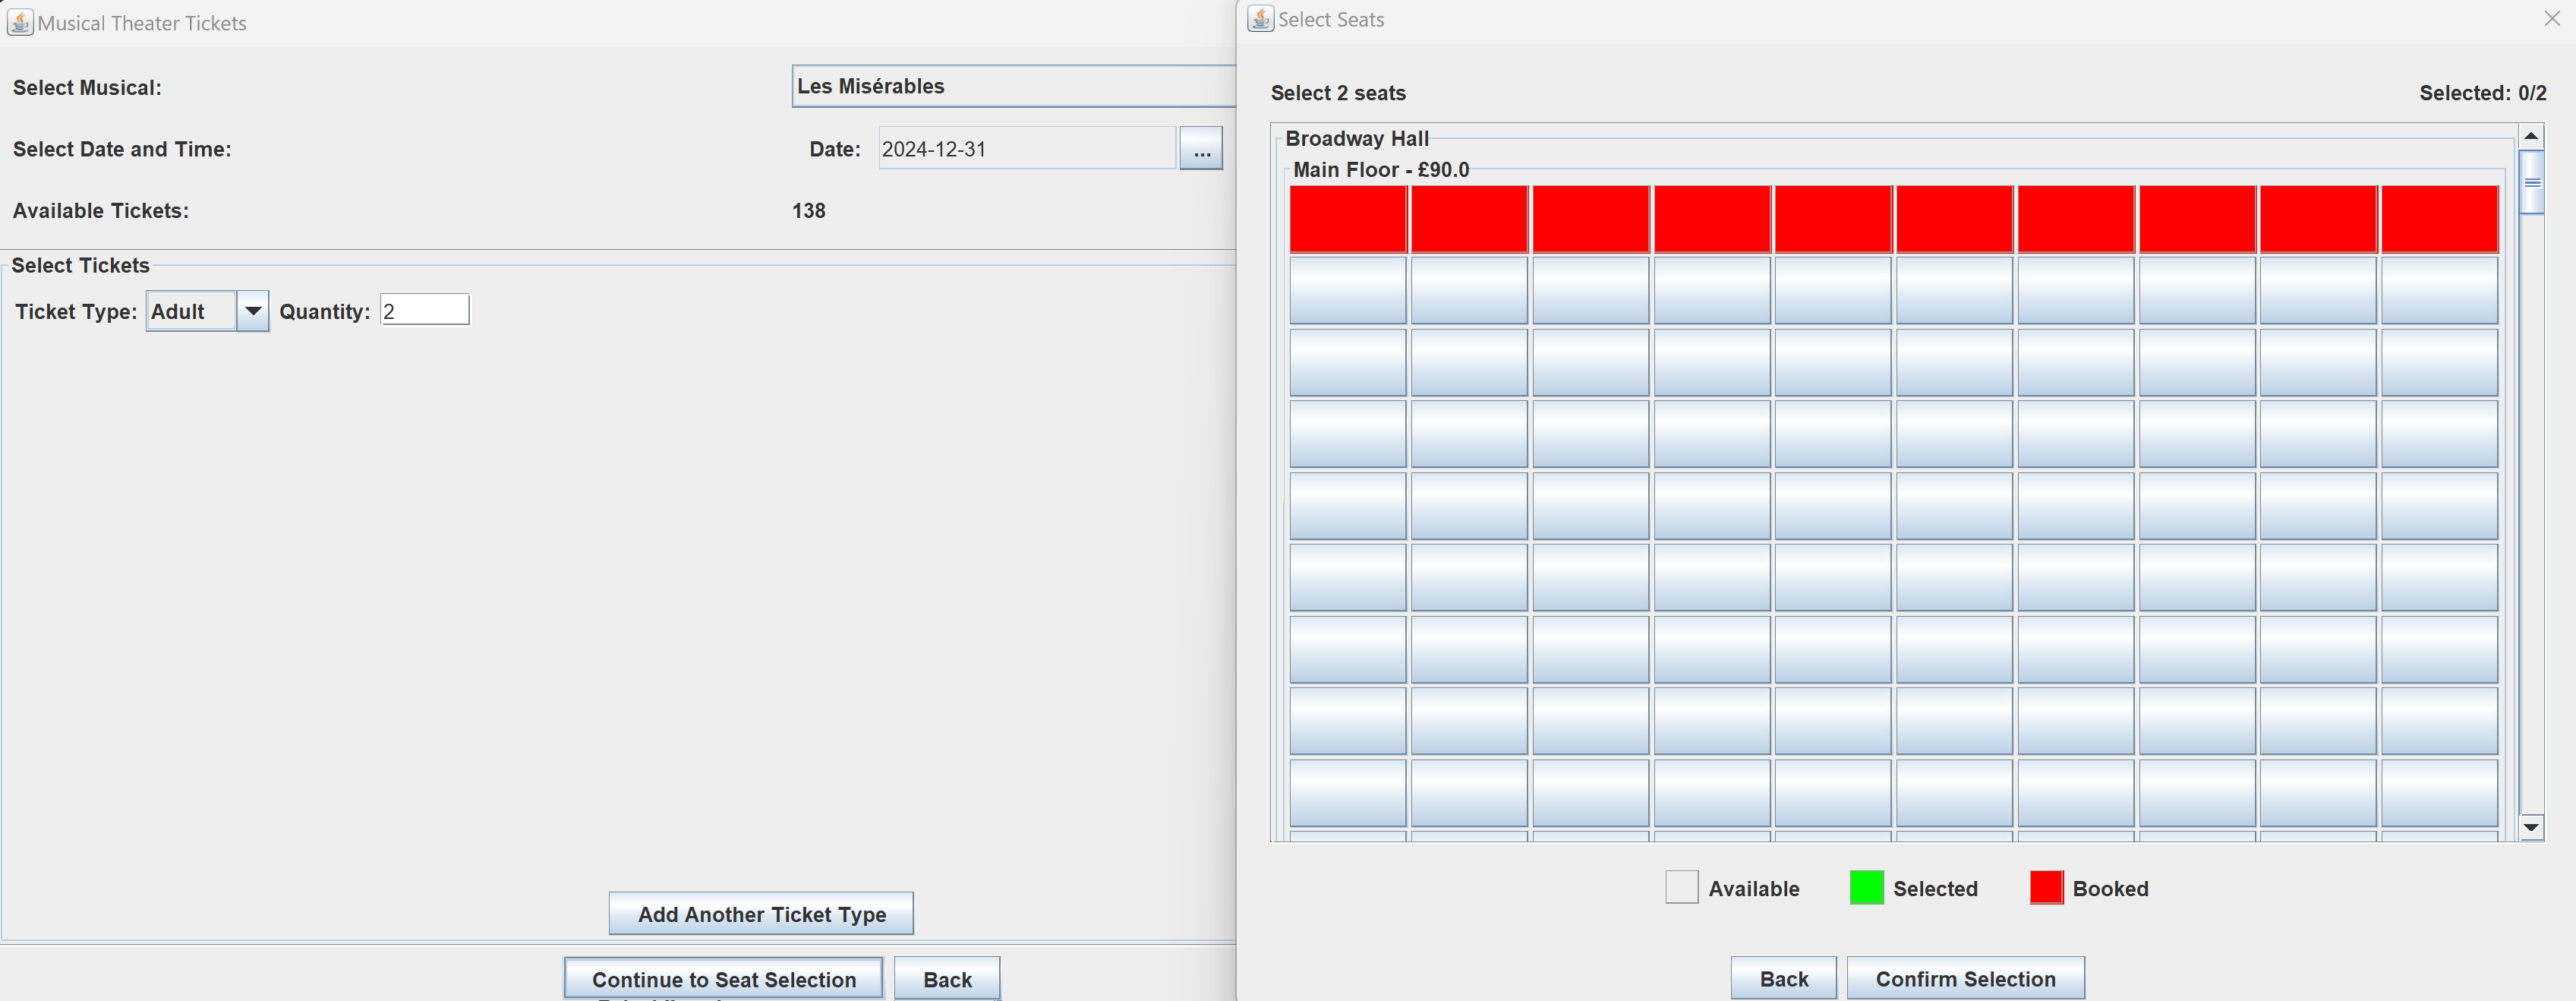 Musical Theater Tickets
Select Musical:
Les Misérables
Select Date and Time:
Date:
2024-12-31
...
Available Tickets:
138
Select Tickets
Ticket Type:
Adult
Quantity:
2
Add Another Ticket Type
Continue to Seat Selection
Back
Select Seats
Select 2 seats
Selected: 0/2
Broadway Hall
Main Floor - £90.0
Available
Selected
Booked
Back
Confirm Selection